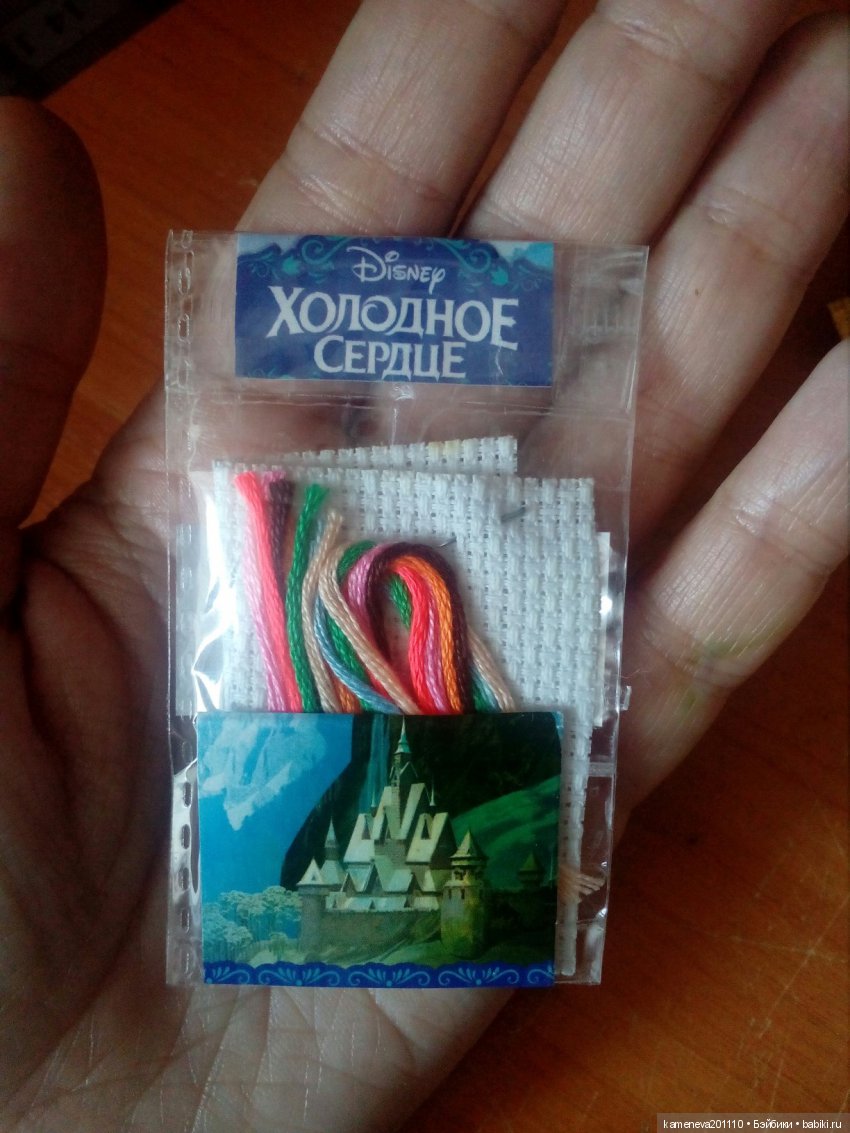 Disney
ХОЛОДНОЕ
СЕРДЦЕ
kameneva201110 • Бэйбики • babiki.ru